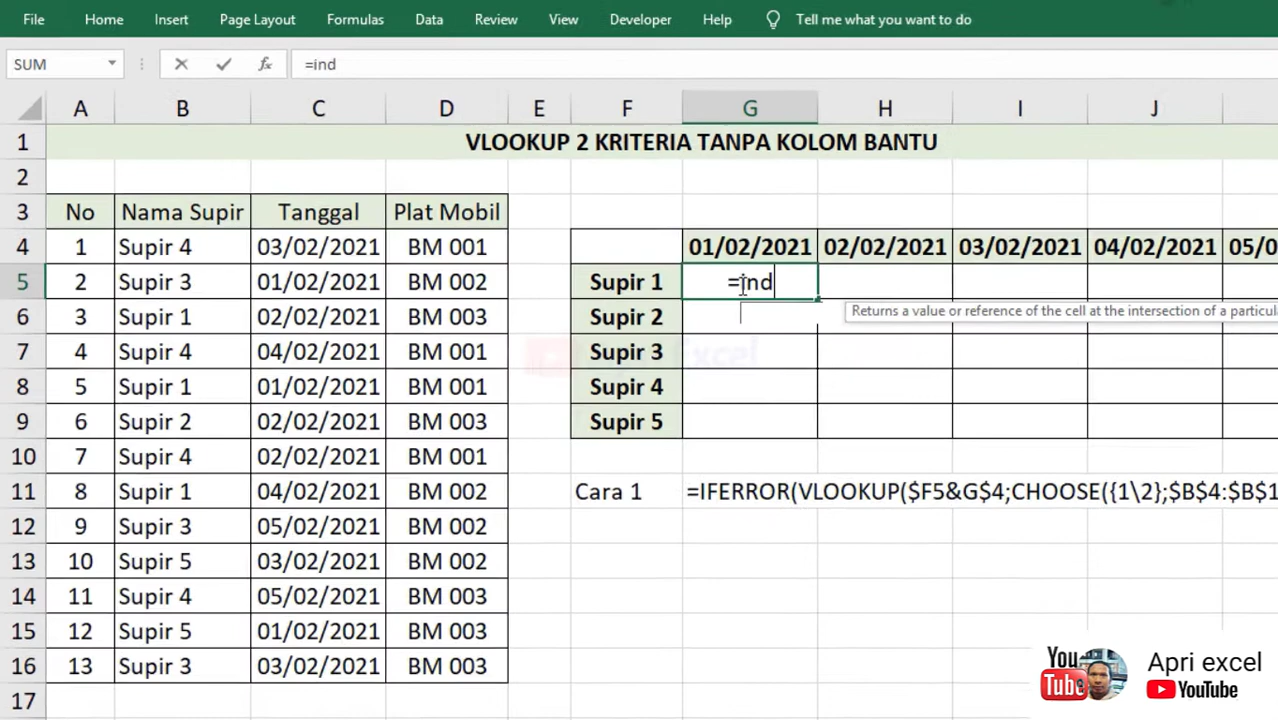 File Home Insert Page Layout Formulas Data Review View Developer Help Tell me what you want to do
SUM =ind
A B C D E F G H I J
1 VLOOKUP 2 KRITERIA TANPA KOLOM BANTU
2
3 No Nama Supir Tanggal Plat Mobil
4 1 Supir 4 03/02/2021 BM 001 01/02/2021 02/02/2021 03/02/2021 04/02/2021 05/0
5 2 Supir 3 01/02/2021 BM 002 Supir 1 =ind
6 3 Supir 1 02/02/2021 BM 003 Supir 2 Returns a value or reference of the cell at the intersection of a particula
7 4 Supir 4 04/02/2021 BM 001 Supir 3
8 5 Supir 1 01/02/2021 BM 001 Supir 4
9 6 Supir 2 02/02/2021 BM 003 Supir 5
10 7 Supir 4 02/02/2021 BM 001
11 8 Supir 1 04/02/2021 BM 002 Cara 1 =IFERROR(VLOOKUP($F5&G$4;CHOOSE({1\2};$B$4:$B$1
12 9 Supir 3 05/02/2021 BM 002
13 10 Supir 5 03/02/2021 BM 002
14 11 Supir 4 05/02/2021 BM 003
15 12 Supir 5 01/02/2021 BM 003
16 13 Supir 3 03/02/2021 BM 003
17
You Tube Apri excel
YouTube